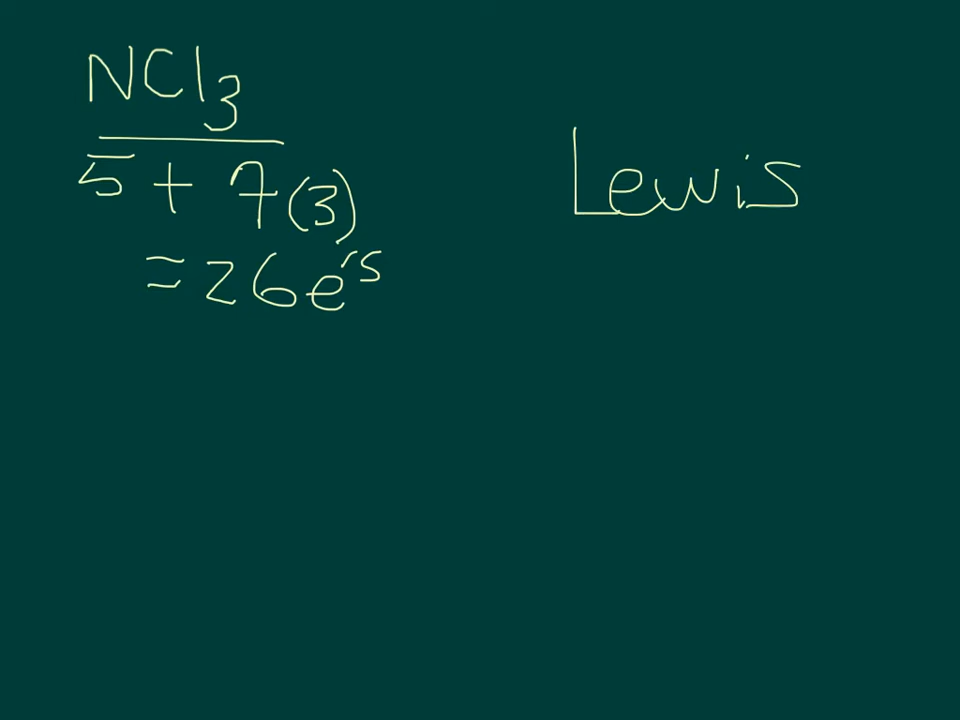 NCl₃
5 + 7(3)
= 26e's
Lewis